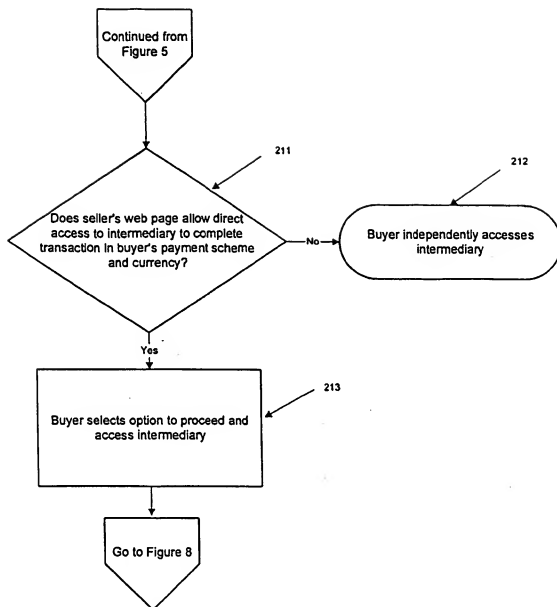 Continued from
Figure 5
211
212
Does seller's web page allow direct
access to intermediary to complete
transaction in buyer's payment scheme
and currency?
No
Buyer independently accesses
intermediary
Yes
213
Buyer selects option to proceed and
access intermediary
Go to Figure 8